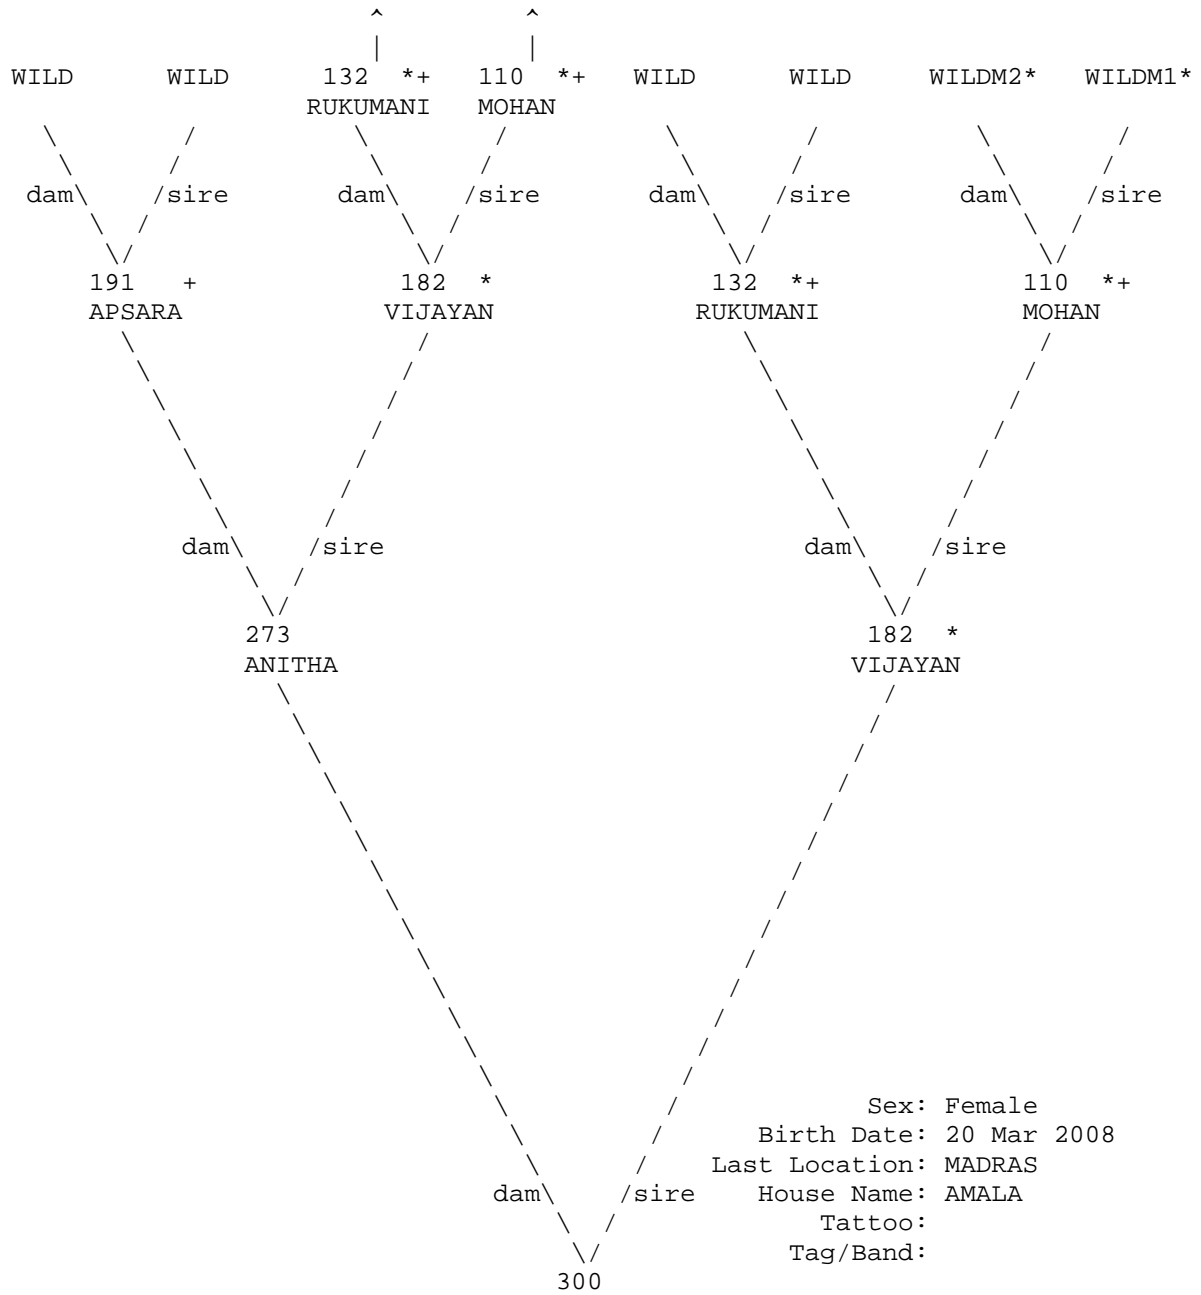 WILD WILD 132 *+ 110 *+ WILD WILD WILDM2* WILDM1*
RUKUMANI MOHAN
dam sire dam sire dam sire dam sire
191 + 182 * 132 *+ 110 *+
APSARA VIJAYAN RUKUMANI MOHAN
dam sire dam sire
273 182 *
ANITHA VIJAYAN
Sex: Female
Birth Date: 20 Mar 2008
Last Location: MADRAS
dam sire House Name: AMALA
Tattoo:
Tag/Band:
300